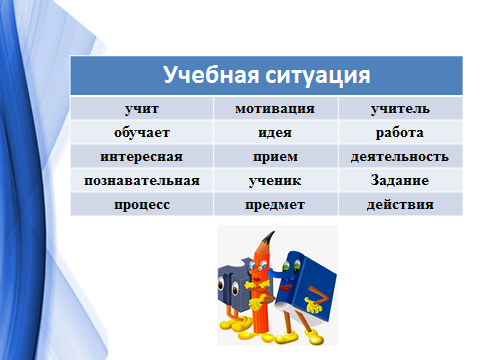 Учебная ситуация
учит мотивация учитель
обучает идея работа
интересная прием деятельность
познавательная ученик Задание
процесс предмет действия